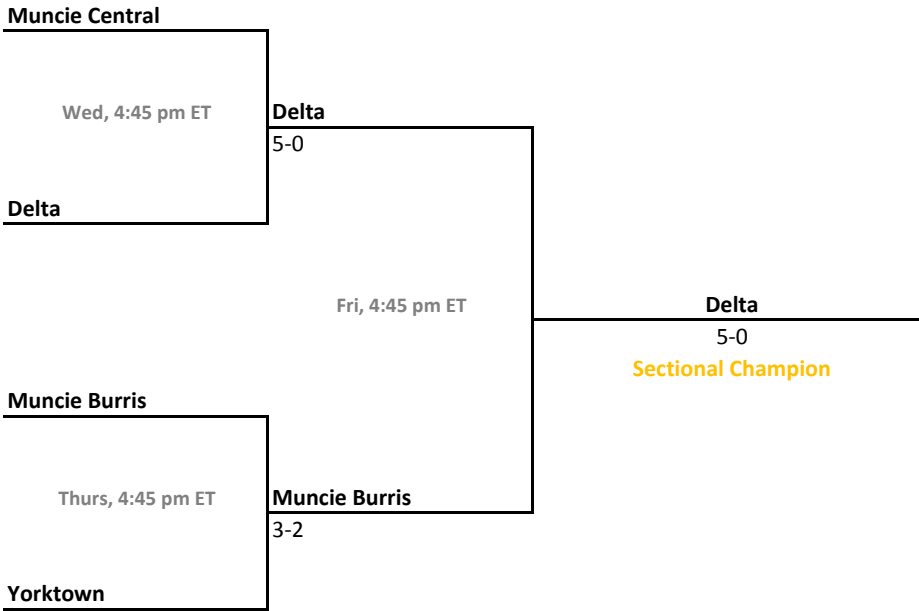 Muncie Central
Wed, 4:45 pm ET
Delta
5-0
Delta
Fri, 4:45 pm ET
Delta
5-0
Sectional Champion
Muncie Burris
Thurs, 4:45 pm ET
Muncie Burris
3-2
Yorktown